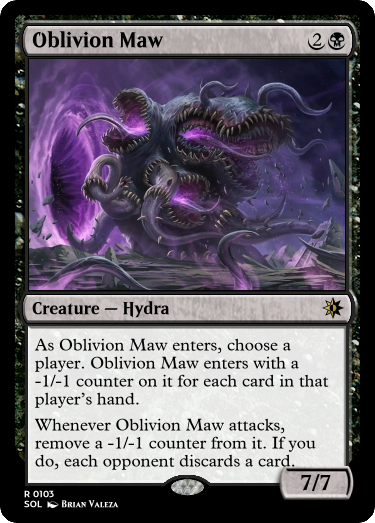 Oblivion Maw 2
Creature — Hydra
As Oblivion Maw enters, choose a
player. Oblivion Maw enters with a
-1/-1 counter on it for each card in that
player's hand.
Whenever Oblivion Maw attacks,
remove a -1/-1 counter from it. If you
do, each opponent discards a card.
7/7
R 0103
SOL Brian Valeza